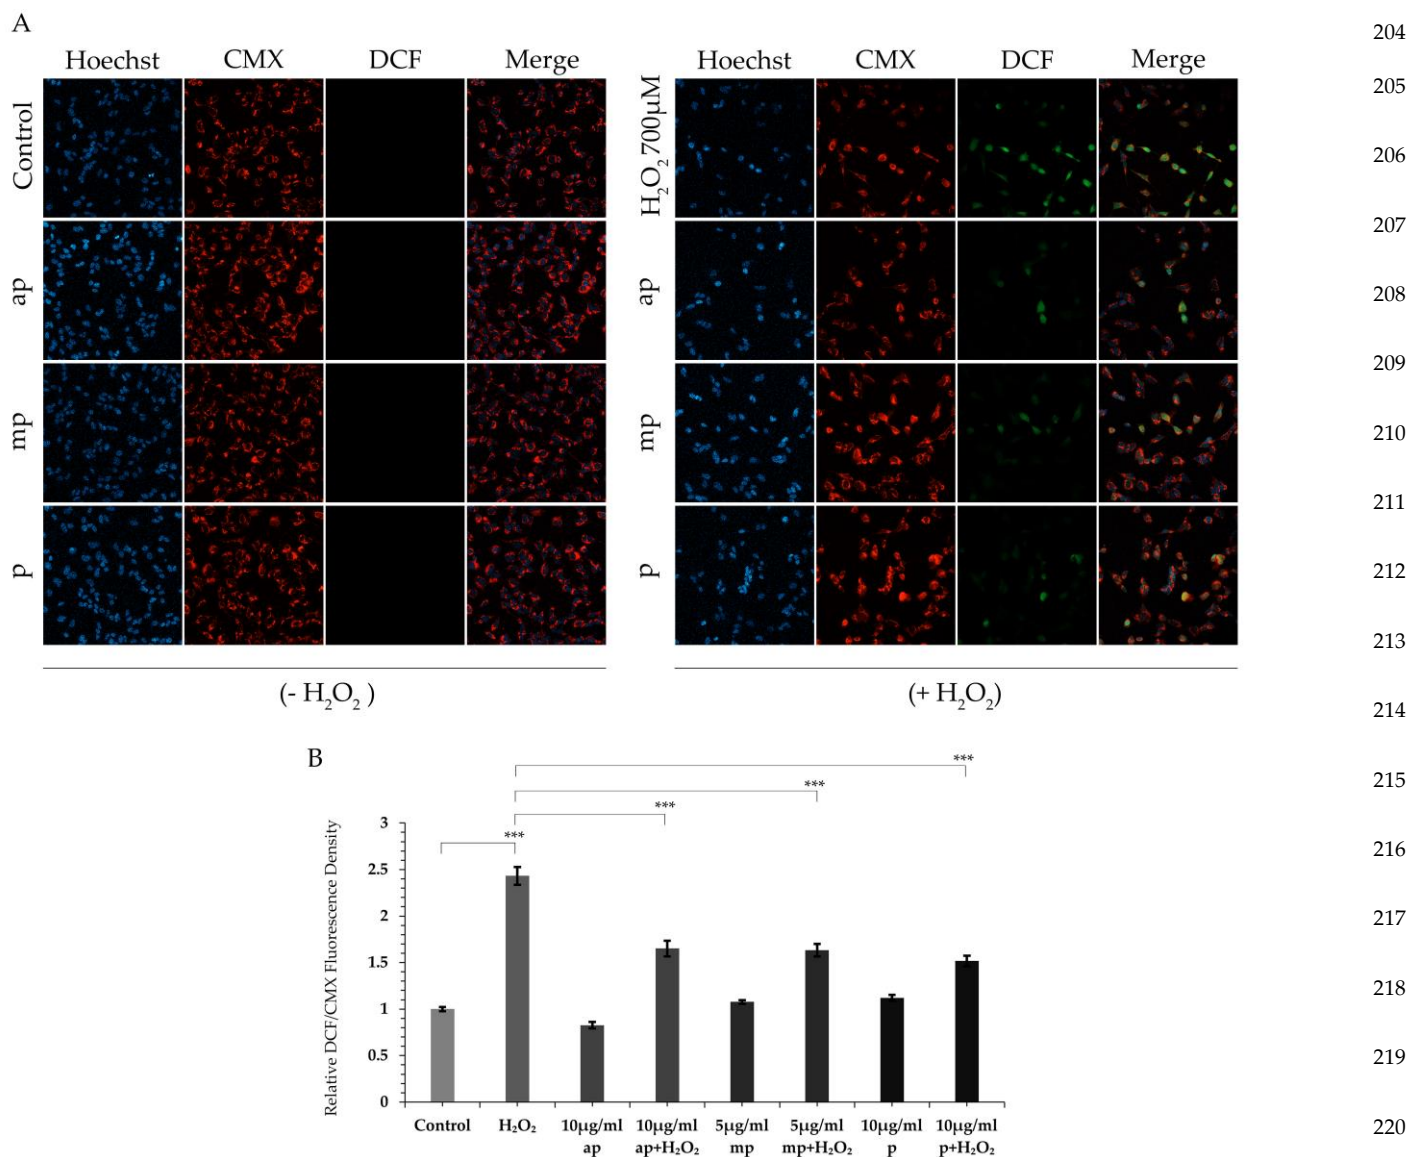 A
204
Hoechst CMX DCF Merge Hoechst CMX DCF Merge
205
Control
H₂O₂ 700µM
206
207
ap
ap
208
209
mp
mp
210
211
p
p
212
213
(- H₂O₂ )
(+ H₂O₂)
214
B
***
215
***
***
3
***
216
2.5
2
217
1.5
218
1
219
0.5
0
Relative DCF/CMX Fluorescence Density
Control H₂O₂ 10µg/ml 10µg/ml 5µg/ml 5µg/ml 10µg/ml 10µg/ml
220
ap ap+H₂O₂ mp mp+H₂O₂ p p+H₂O₂